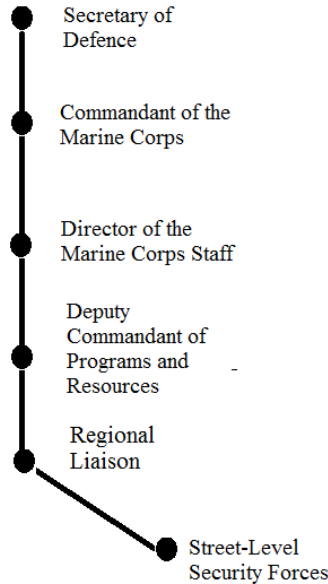 Secretary of
Defence
Commandant of the
Marine Corps
Director of the
Marine Corps Staff
Deputy
Commandant of
Programs and
Resources
Regional
Liaison
Street-Level
Security Forces